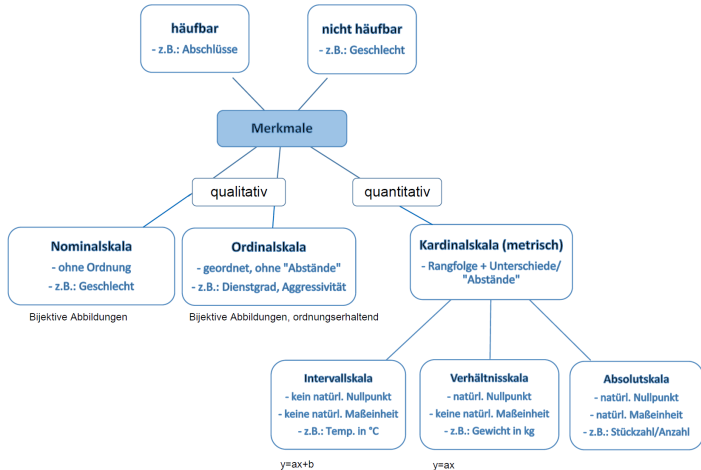 häufbar
- z.B.: Abschlüsse
nicht häufbar
- z.B.: Geschlecht
Merkmale
qualitativ
quantitativ
Nominalskala
- ohne Ordnung
- z.B.: Geschlecht
Bijektive Abbildungen
Ordinalskala
- geordnet, ohne "Abstände"
- z.B.: Dienstgrad, Aggressivität
Bijektive Abbildungen, ordnungserhaltend
Kardinalskala (metrisch)
- Rangfolge + Unterschiede/
"Abstände"
Intervallskala
- kein natürl. Nullpunkt
- keine natürl. Maßeinheit
- z.B.: Temp. in °C
y=ax+b
Verhältnisskala
- natürl. Nullpunkt
- keine natürl. Maßeinheit
- z.B.: Gewicht in kg
y=ax
Absolutskala
- natürl. Nullpunkt
- natürl. Maßeinheit
- z.B.: Stückzahl/Anzahl